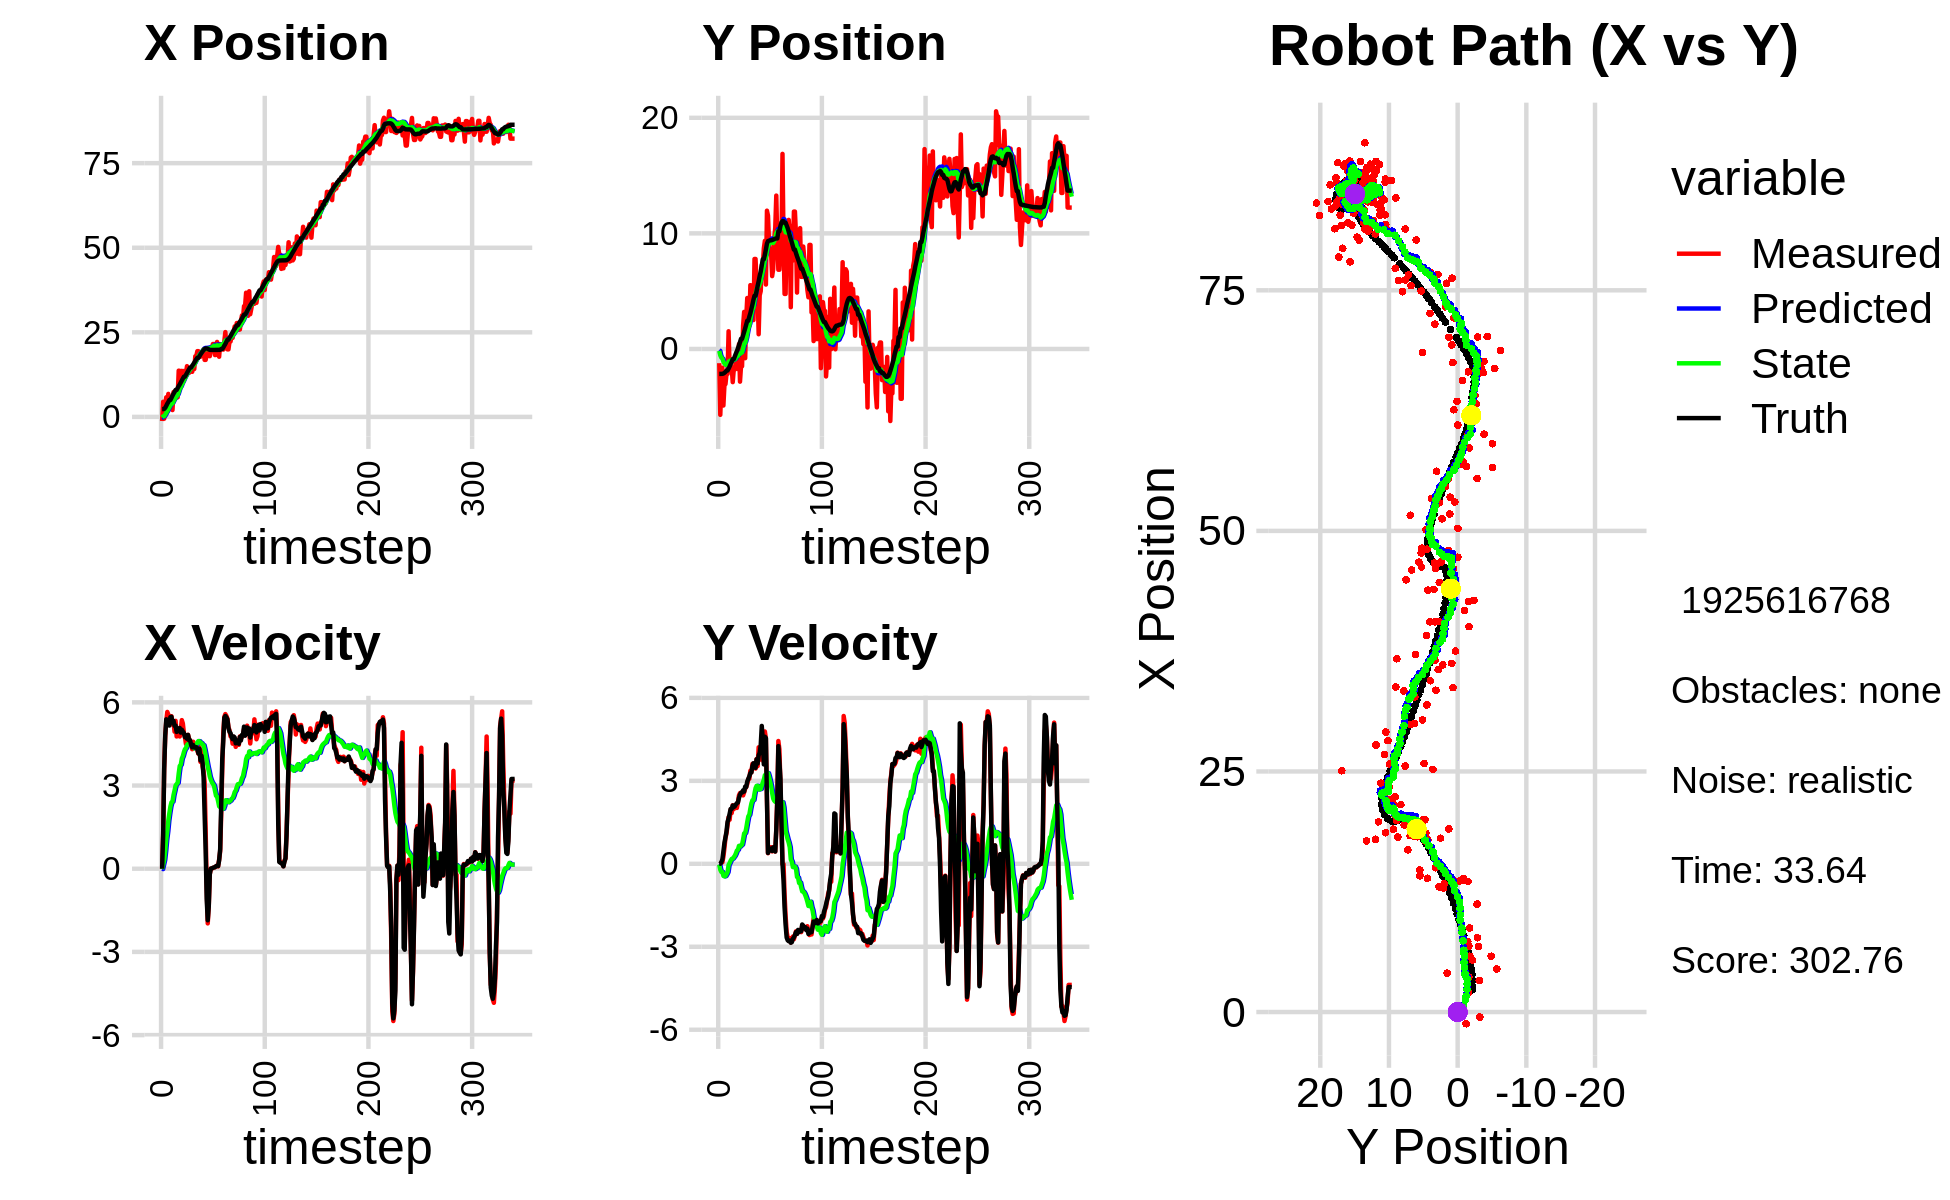 X Position
75
50
25
0
0
100
200
300
timestep
Y Position
20
10
0
0
100
200
300
timestep
X Velocity
6
3
0
-3
-6
0
100
200
300
timestep
Y Velocity
6
3
0
-3
-6
0
100
200
300
timestep
Robot Path (X vs Y)
X Position
75
50
25
0
20 10 0 -10 -20
Y Position
variable
Measured
Predicted
State
Truth
1925616768
Obstacles: none
Noise: realistic
Time: 33.64
Score: 302.76